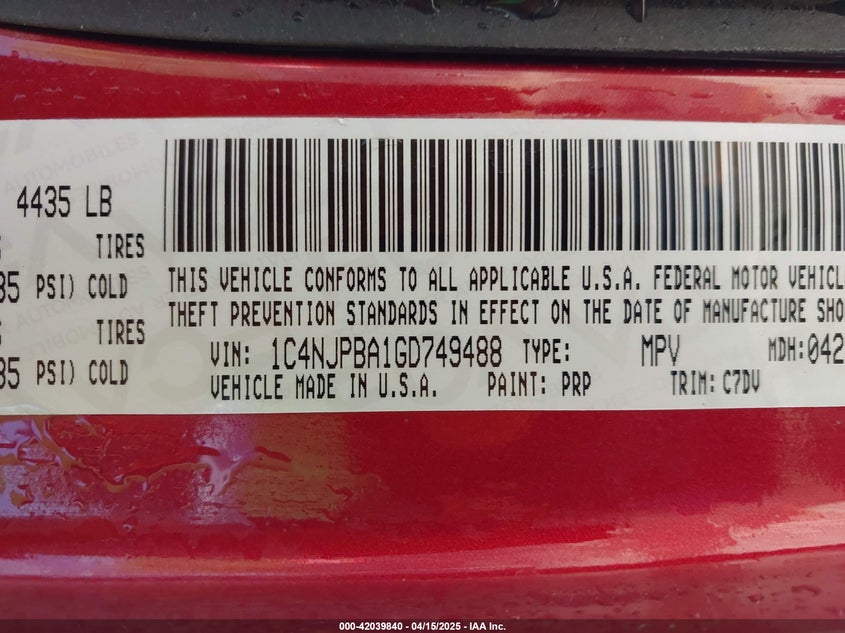 4435 LB
TIRES
35 PSI) COLD
TIRES
35 PSI) COLD
THIS VEHICLE CONFORMS TO ALL APPLICABLE U.S.A. FEDERAL MOTOR
THEFT PREVENTION STANDARDS IN EFFECT ON THE DATE OF MANUFACTURE
VIN: 1C4NJPBA1GD749488 TYPE: MPV MDH:042
VEHICLE MADE IN U.S.A. PAINT: PRP TRIM: C7DV
000-42039840 - 04/15/2025 - IAA Inc.